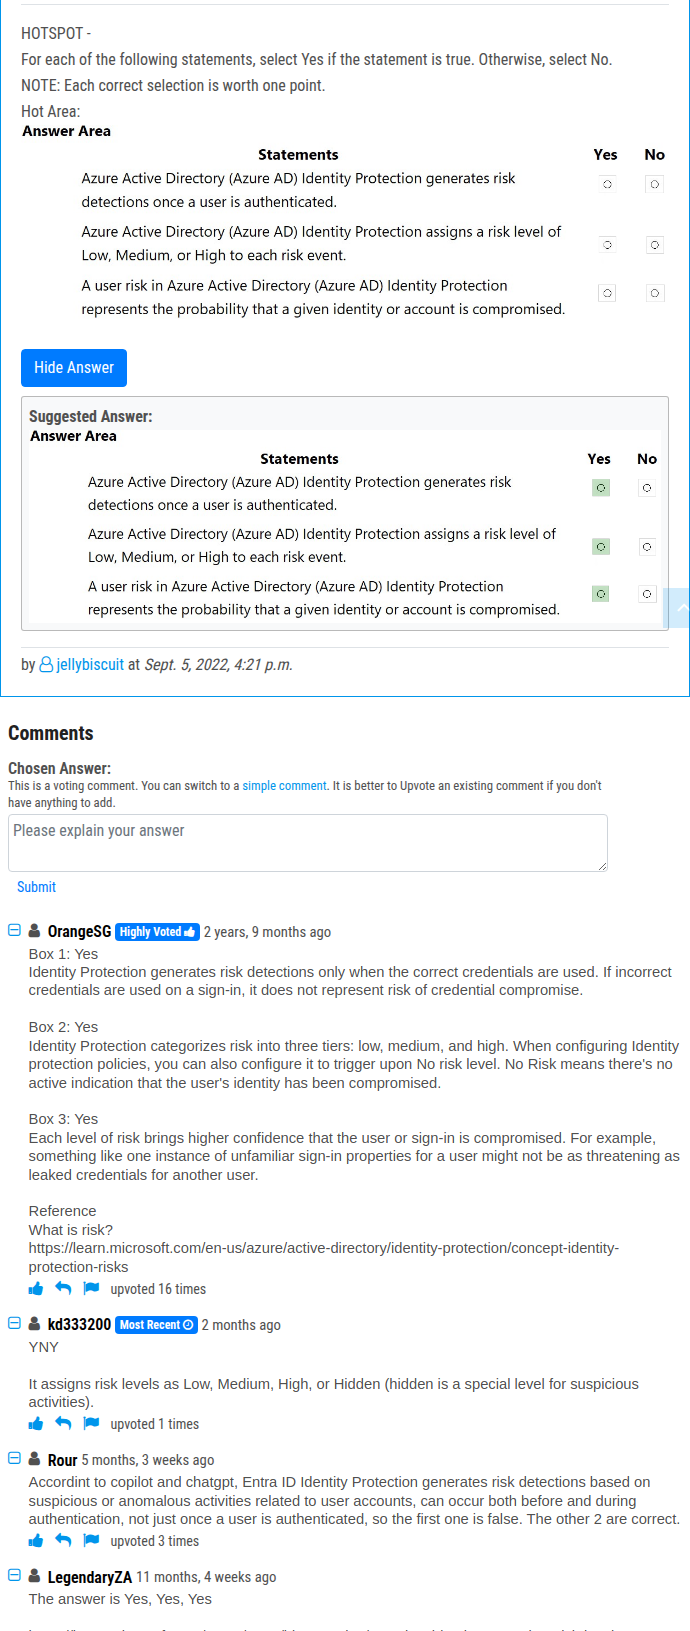 HOTSPOT -
For each of the following statements, select Yes if the statement is true. Otherwise, select No.
NOTE: Each correct selection is worth one point.
Hot Area:
Answer Area
Statements Yes No
Azure Active Directory (Azure AD) Identity Protection generates risk
detections once a user is authenticated.
Azure Active Directory (Azure AD) Identity Protection assigns a risk level of
Low, Medium, or High to each risk event.
A user risk in Azure Active Directory (Azure AD) Identity Protection
represents the probability that a given identity or account is compromised.
Hide Answer
Suggested Answer:
Answer Area
Statements Yes No
Azure Active Directory (Azure AD) Identity Protection generates risk
detections once a user is authenticated.
Azure Active Directory (Azure AD) Identity Protection assigns a risk level of
Low, Medium, or High to each risk event.
A user risk in Azure Active Directory (Azure AD) Identity Protection
represents the probability that a given identity or account is compromised.
by jellybiscuit at Sept. 5, 2022, 4:21 p.m.
Comments
Chosen Answer:
This is a voting comment. You can switch to a simple comment. It is better to Upvote an existing comment if you don't
have anything to add.
Please explain your answer
Submit
OrangeSG Highly Voted 2 years, 9 months ago
Box 1: Yes
Identity Protection generates risk detections only when the correct credentials are used. If incorrect
credentials are used on a sign-in, it does not represent risk of credential compromise.
Box 2: Yes
Identity Protection categorizes risk into three tiers: low, medium, and high. When configuring Identity
protection policies, you can also configure it to trigger upon No risk level. No Risk means there's no
active indication that the user's identity has been compromised.
Box 3: Yes
Each level of risk brings higher confidence that the user or sign-in is compromised. For example,
something like one instance of unfamiliar sign-in properties for a user might not be as threatening as
leaked credentials for another user.
Reference
What is risk?
https://learn.microsoft.com/en-us/azure/active-directory/identity-protection/concept-identity-
protection-risks
upvoted 16 times
kd333200 Most Recent 2 months ago
YNY
It assigns risk levels as Low, Medium, High, or Hidden (hidden is a special level for suspicious
activities).
upvoted 1 times
Rour 5 months, 3 weeks ago
Accordint to copilot and chatgpt, Entra ID Identity Protection generates risk detections based on
suspicious or anomalous activities related to user accounts, can occur both before and during
authentication, not just once a user is authenticated, so the first one is false. The other 2 are correct.
upvoted 3 times
LegendaryZA 11 months, 4 weeks ago
The answer is Yes, Yes, Yes